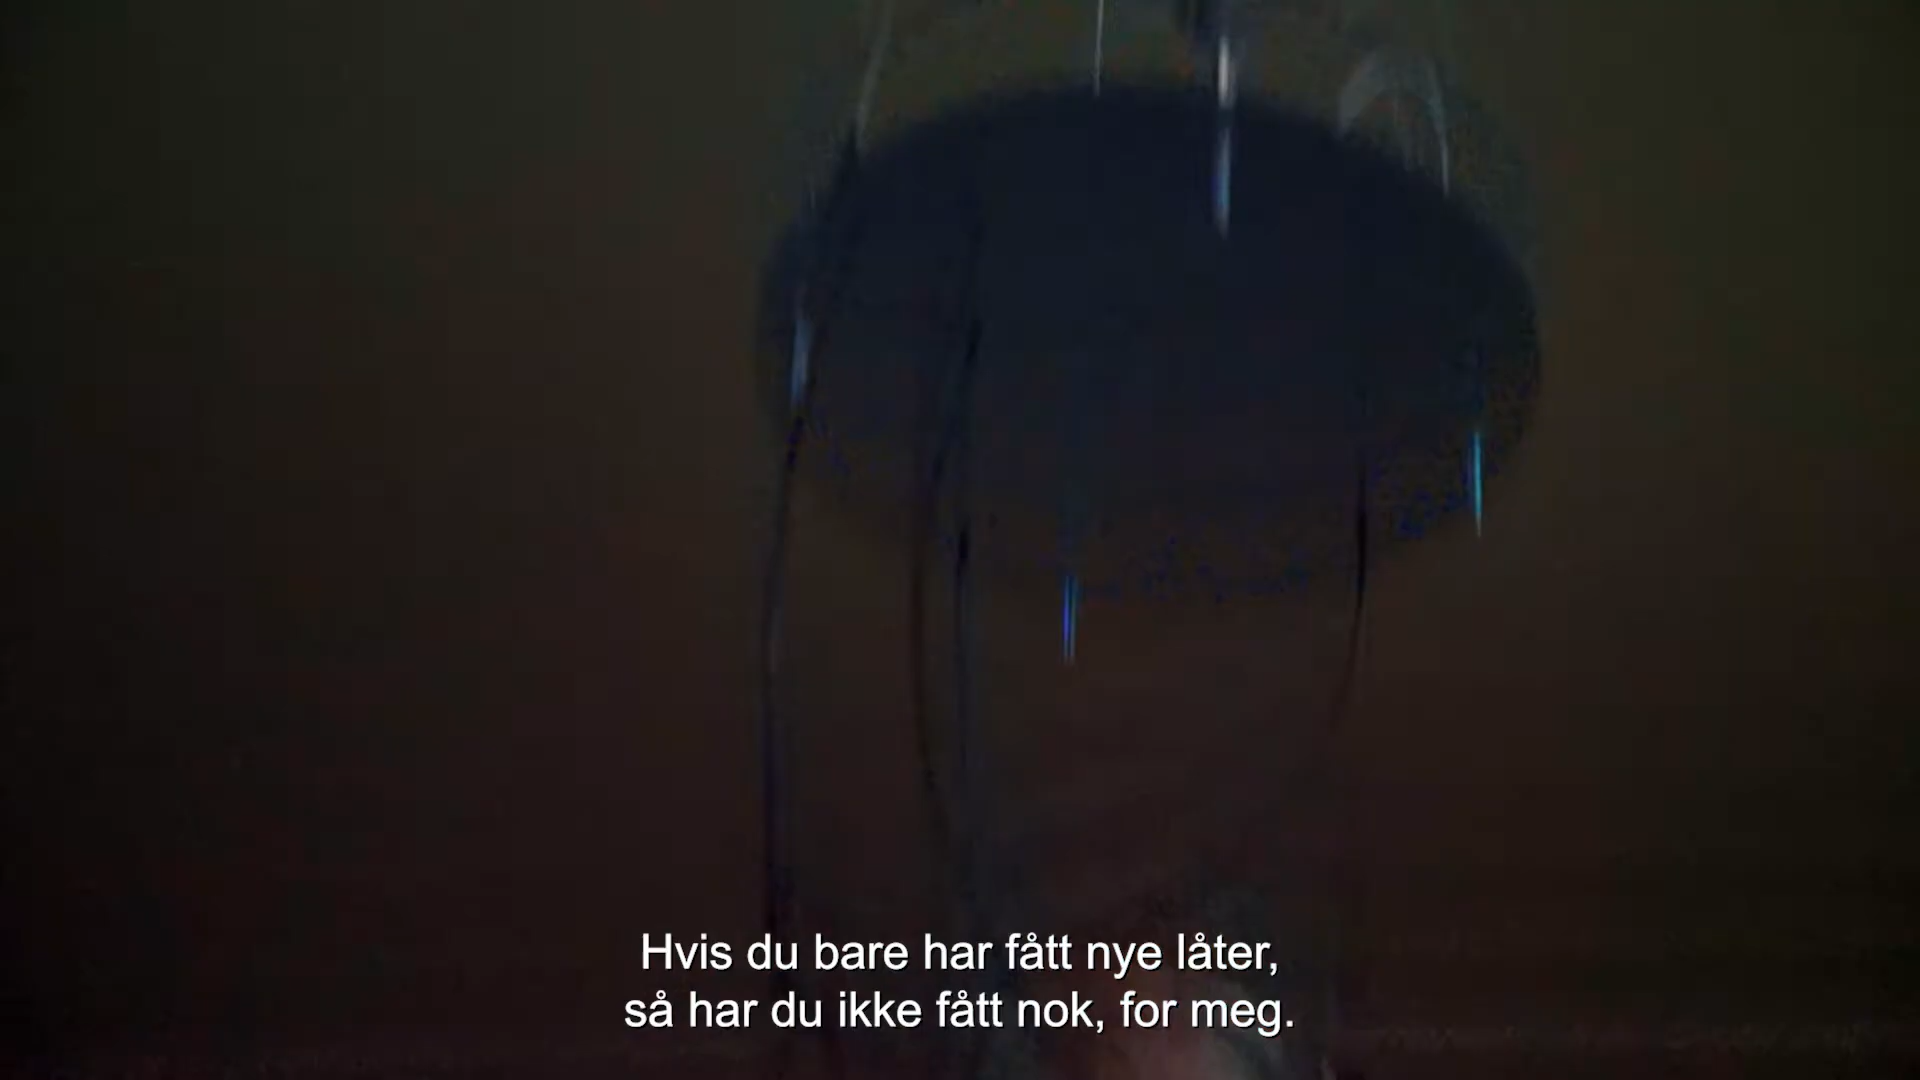 Hvis du bare har fått nye låter,
så har du ikke fått nok, for meg.